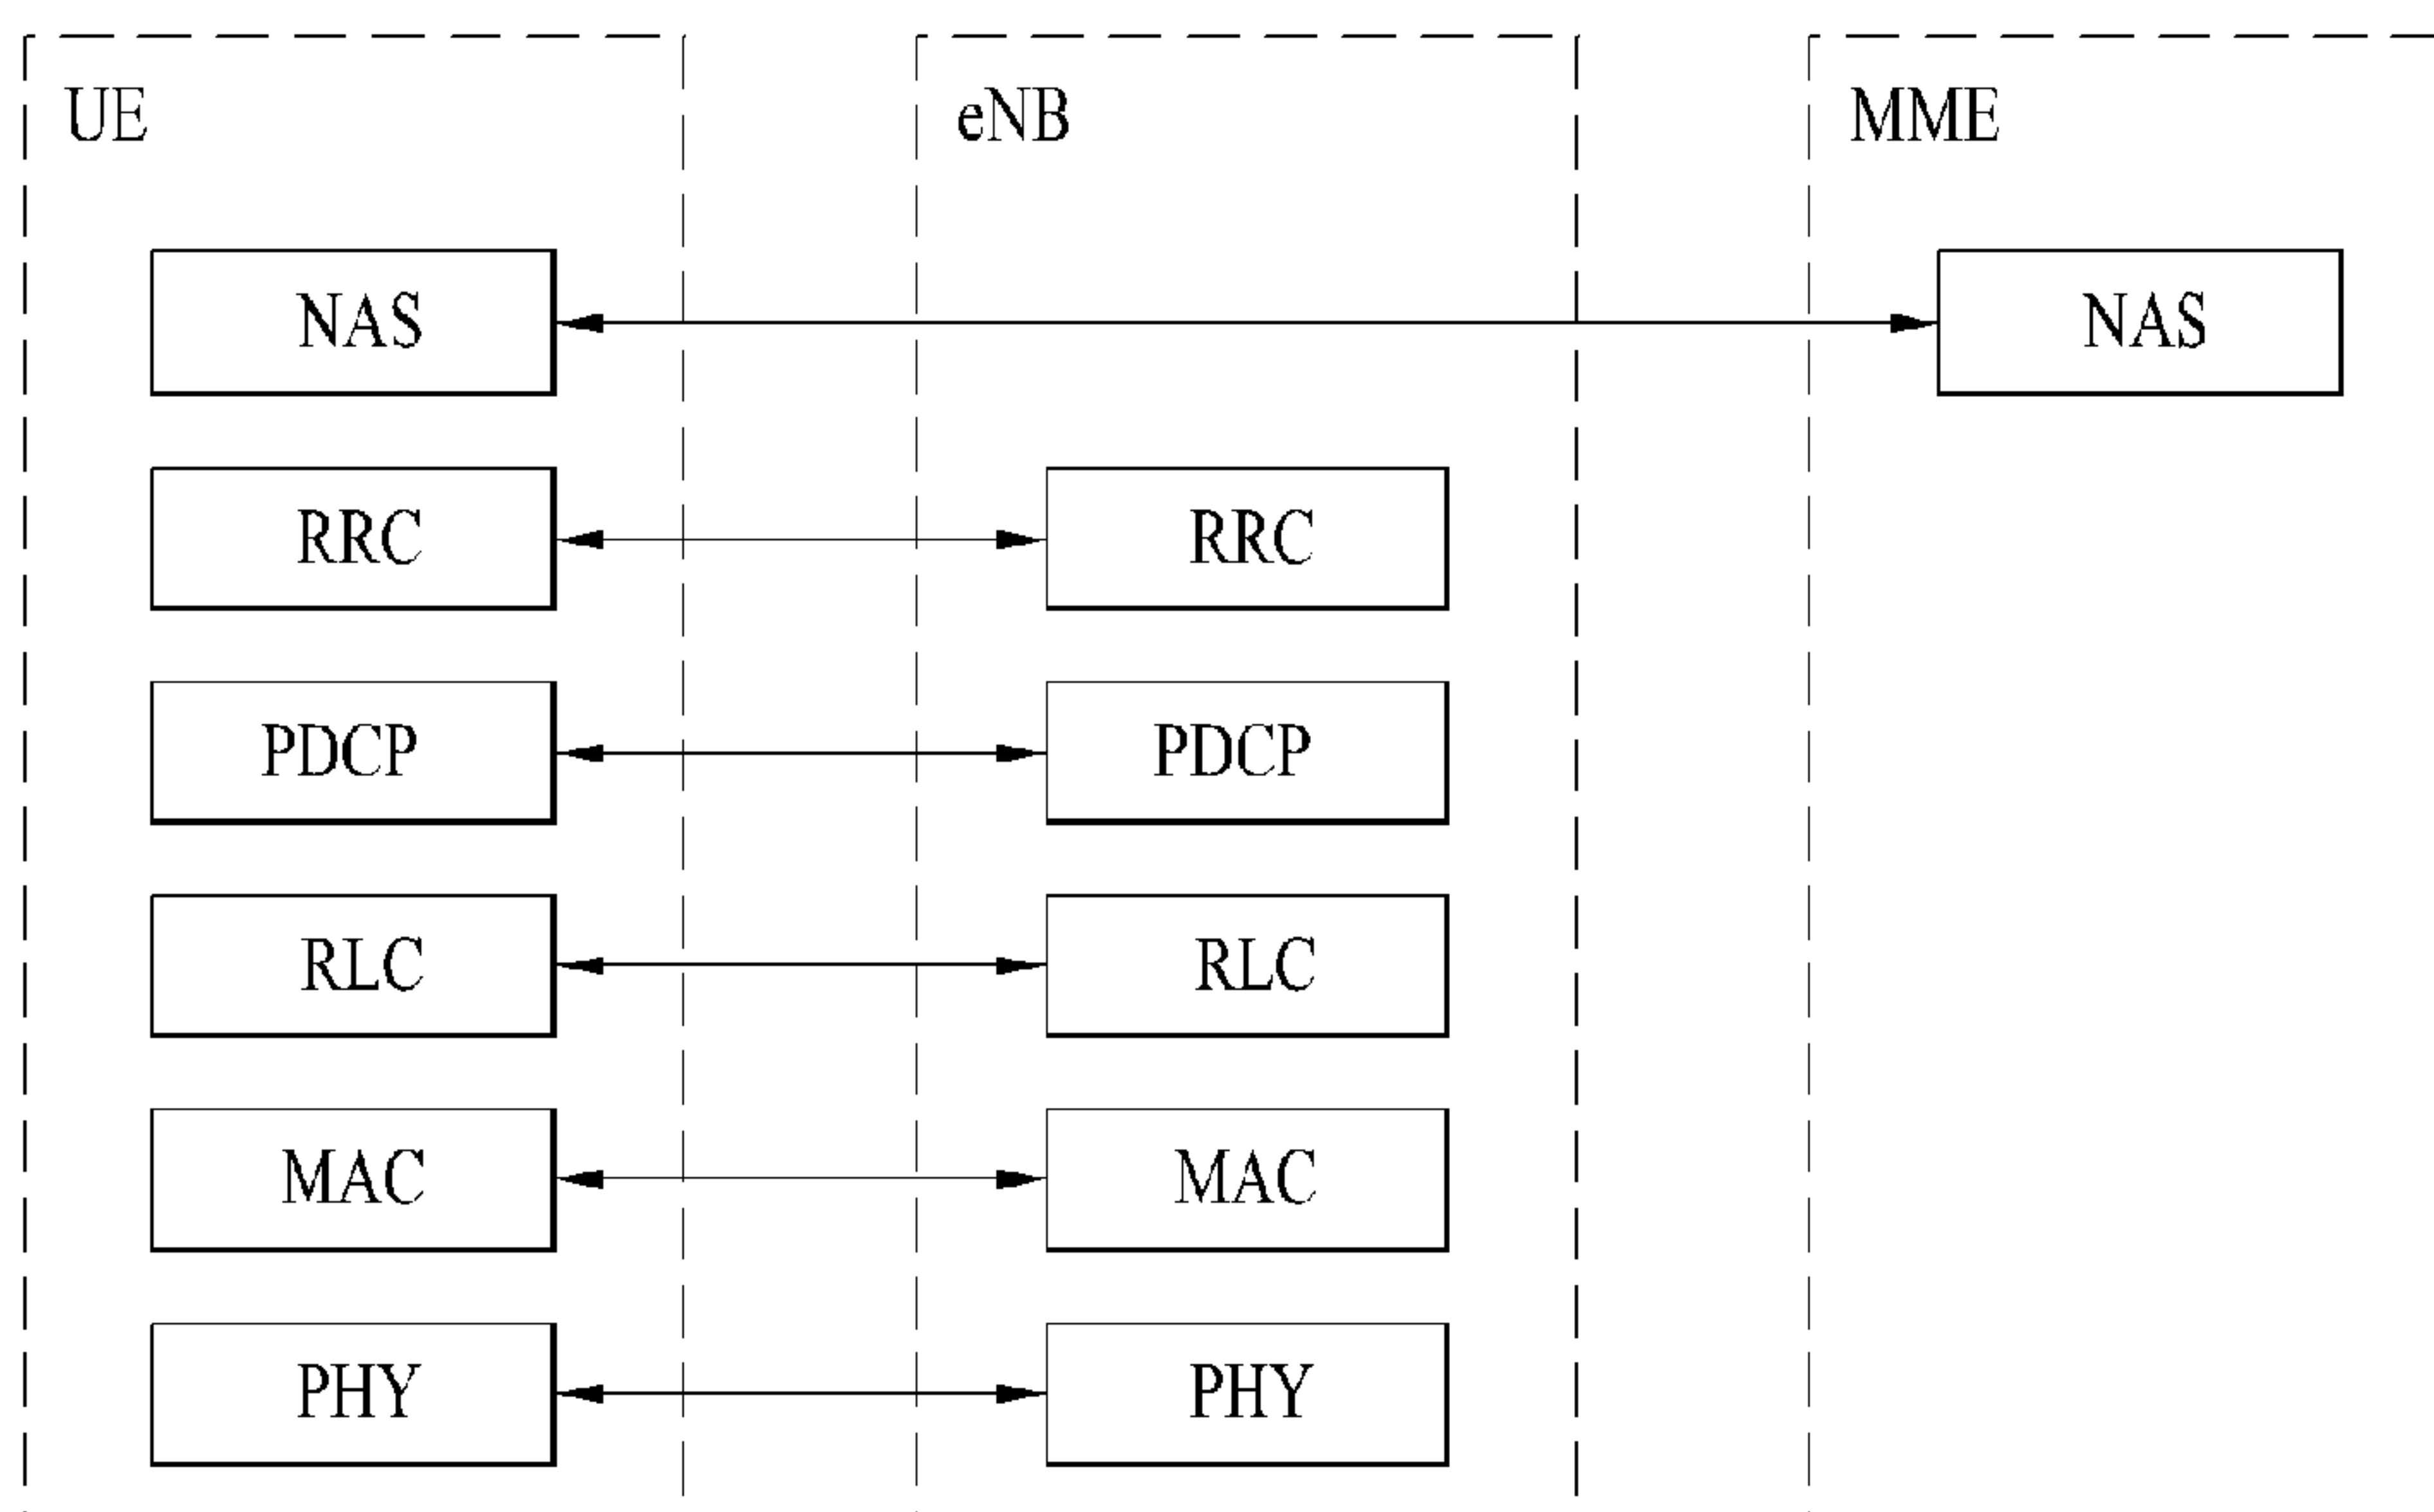 UE eNB MME
NAS NAS
RRC RRC
PDCP PDCP
RLC RLC
MAC MAC
PHY PHY